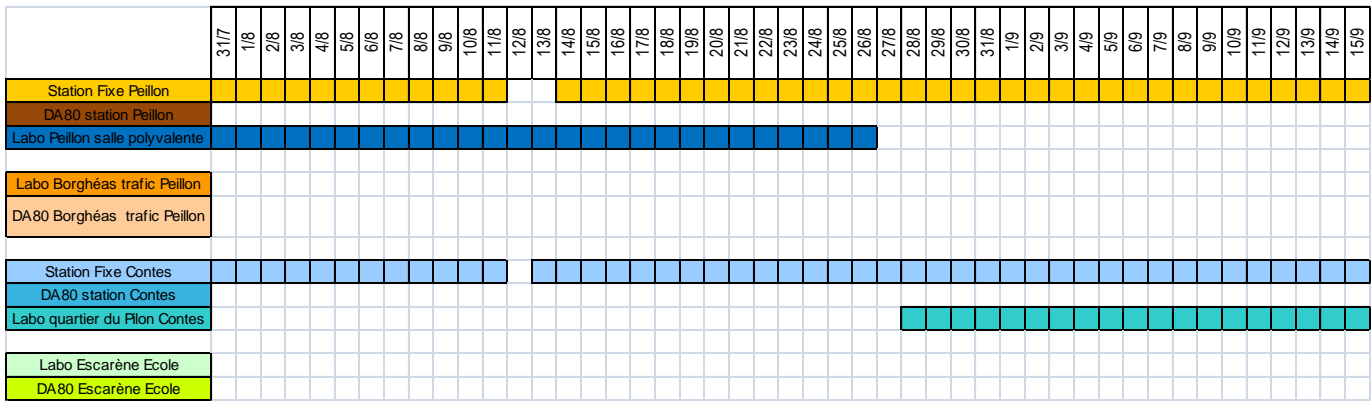 31/7 1/8 2/8 3/8 4/8 5/8 6/8 7/8 8/8 9/8 10/8 11/8 12/8 13/8 14/8 15/8 16/8 17/8 18/8 19/8 20/8 21/8 22/8 23/8 24/8 25/8 26/8 27/8 28/8 29/8 30/8 31/8 1/9 2/9 3/9 4/9 5/9 6/9 7/9 8/9 9/9 10/9 11/9 12/9 13/9 14/9 15/9
Station Fixe Peillon
DA80 station Peillon
Labo Peillon salle polyvalente
Labo Borghéas trafic Peillon
DA80 Borghéas trafic Peillon
Station Fixe Contes
DA80 station Contes
Labo quartier du Pilon Contes
Labo Escarène Ecole
DA80 Escarène Ecole